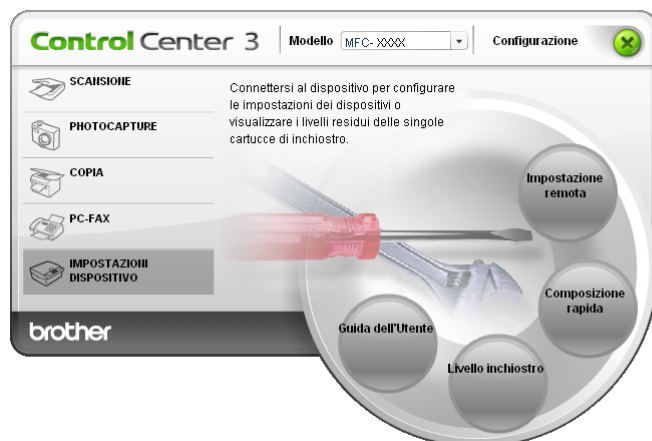 Control Center 3
Modello
MFC- XXXX
Configurazione
SCANSIONE
PHOTOCAPTURE
COPIA
PC-FAX
IMPOSTAZIONI
DISPOSITIVO
Connettersi al dispositivo per configurare
le impostazioni dei dispositivi o
visualizzare i livelli residui delle singole
cartucce di inchiostro.
Impostazione
remota
Composizione
rapida
Livello inchiostro
Guida dell'Utente
brother